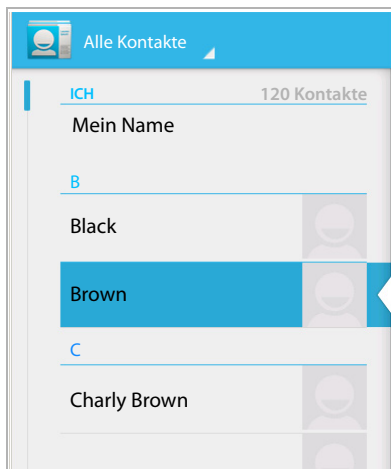 Alle Kontakte
ICH 120 Kontakte
Mein Name
B
Black
Brown
C
Charly Brown